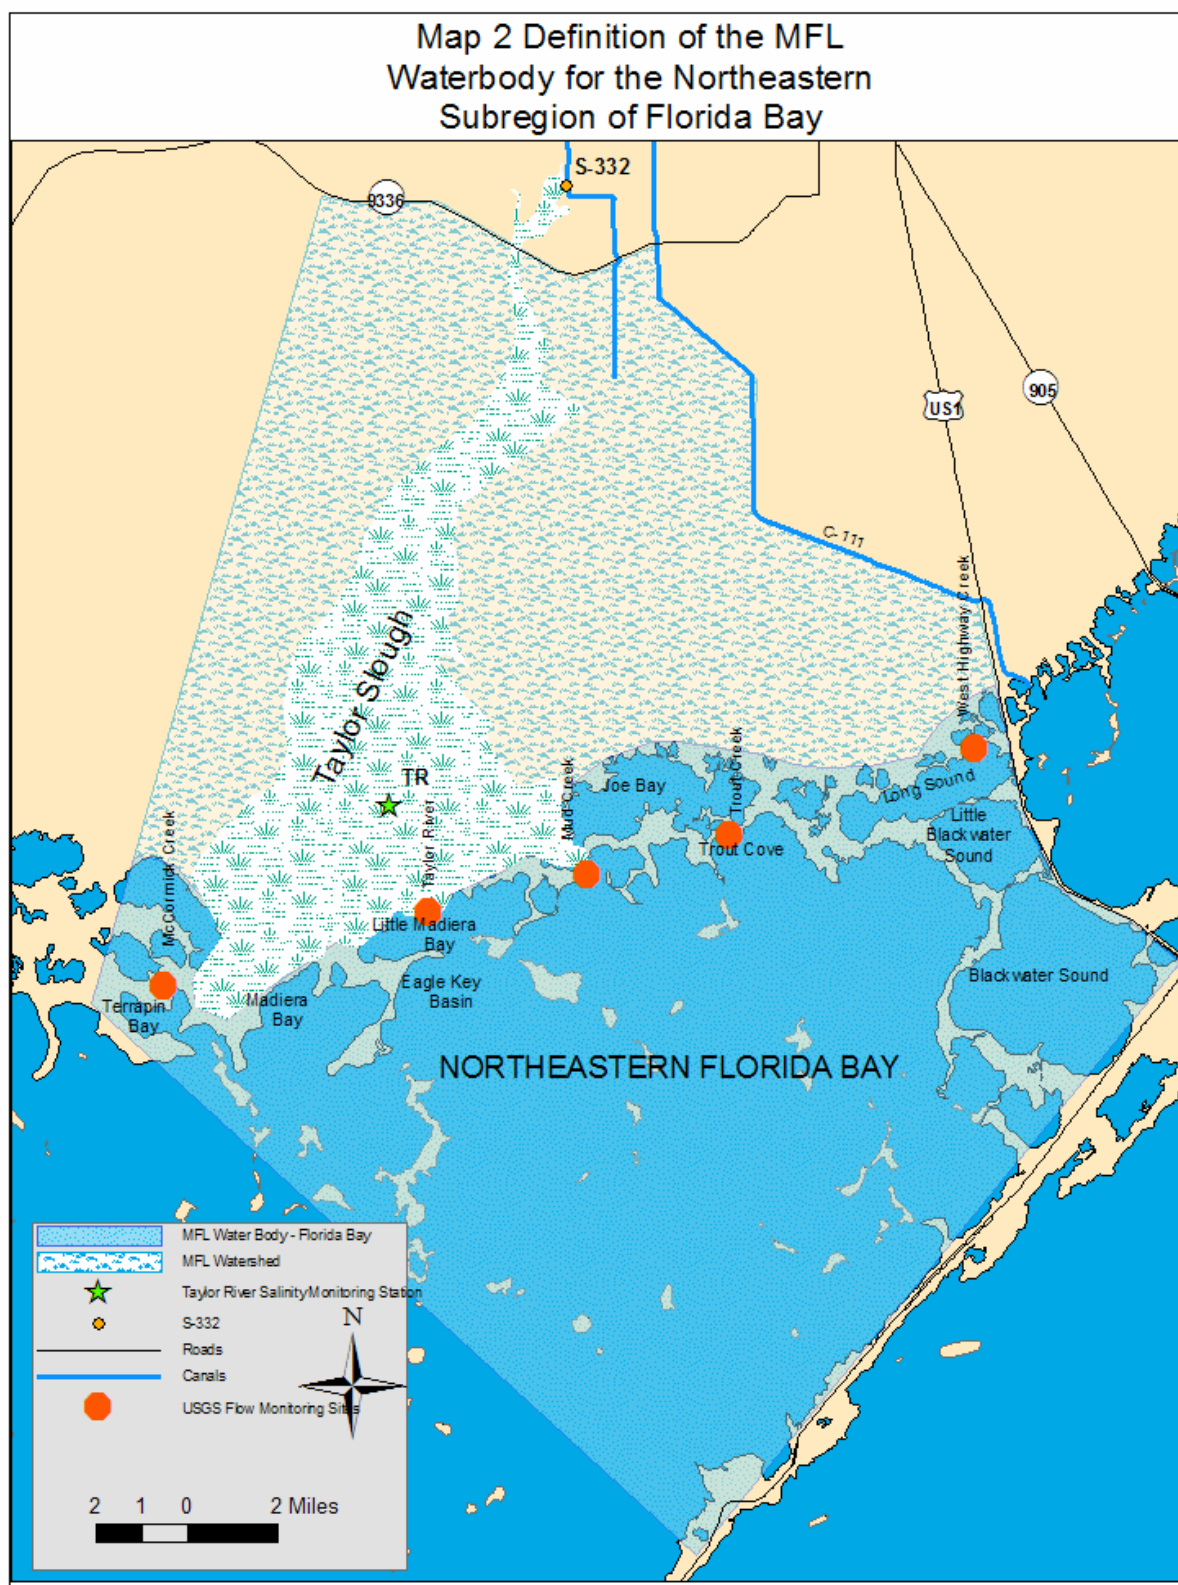 Map 2 Definition of the MFL
Waterbody for the Northeastern
Subregion of Florida Bay
S-332
9336
905
US1
C-111
West Highway Creek
Taylor Slough
TR
Trout Creek
Mud Creek
Joe Bay
Long Sound
Little
Blackwater
Sound
Trout Cove
Taylor River
McCormick Creek
Little Madiera
Bay
Eagle Key
Basin
Blackwater Sound
Madiera
Bay
Terrapin
Bay
NORTHEASTERN FLORIDA BAY
MFL Water Body - Florida Bay
MFL Watershed
Taylor River Salinity Monitoring Station
S-332
N
Roads
Canals
USGS Flow Monitoring Sites
2 1 0 2 Miles